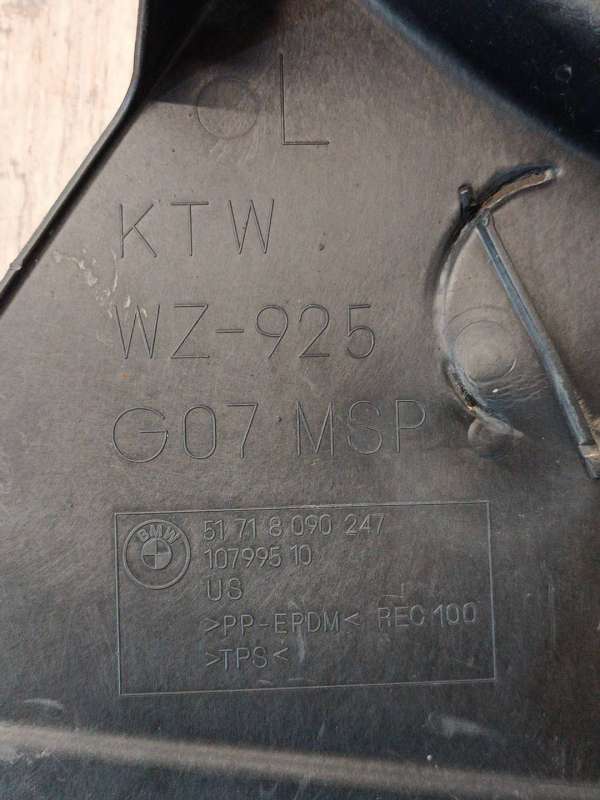 L
KTW
WZ-925
G07 MSP
BMW
51 71 8 090 247
107995 10
US
>PP-EPDM< REC 100
>TPS<